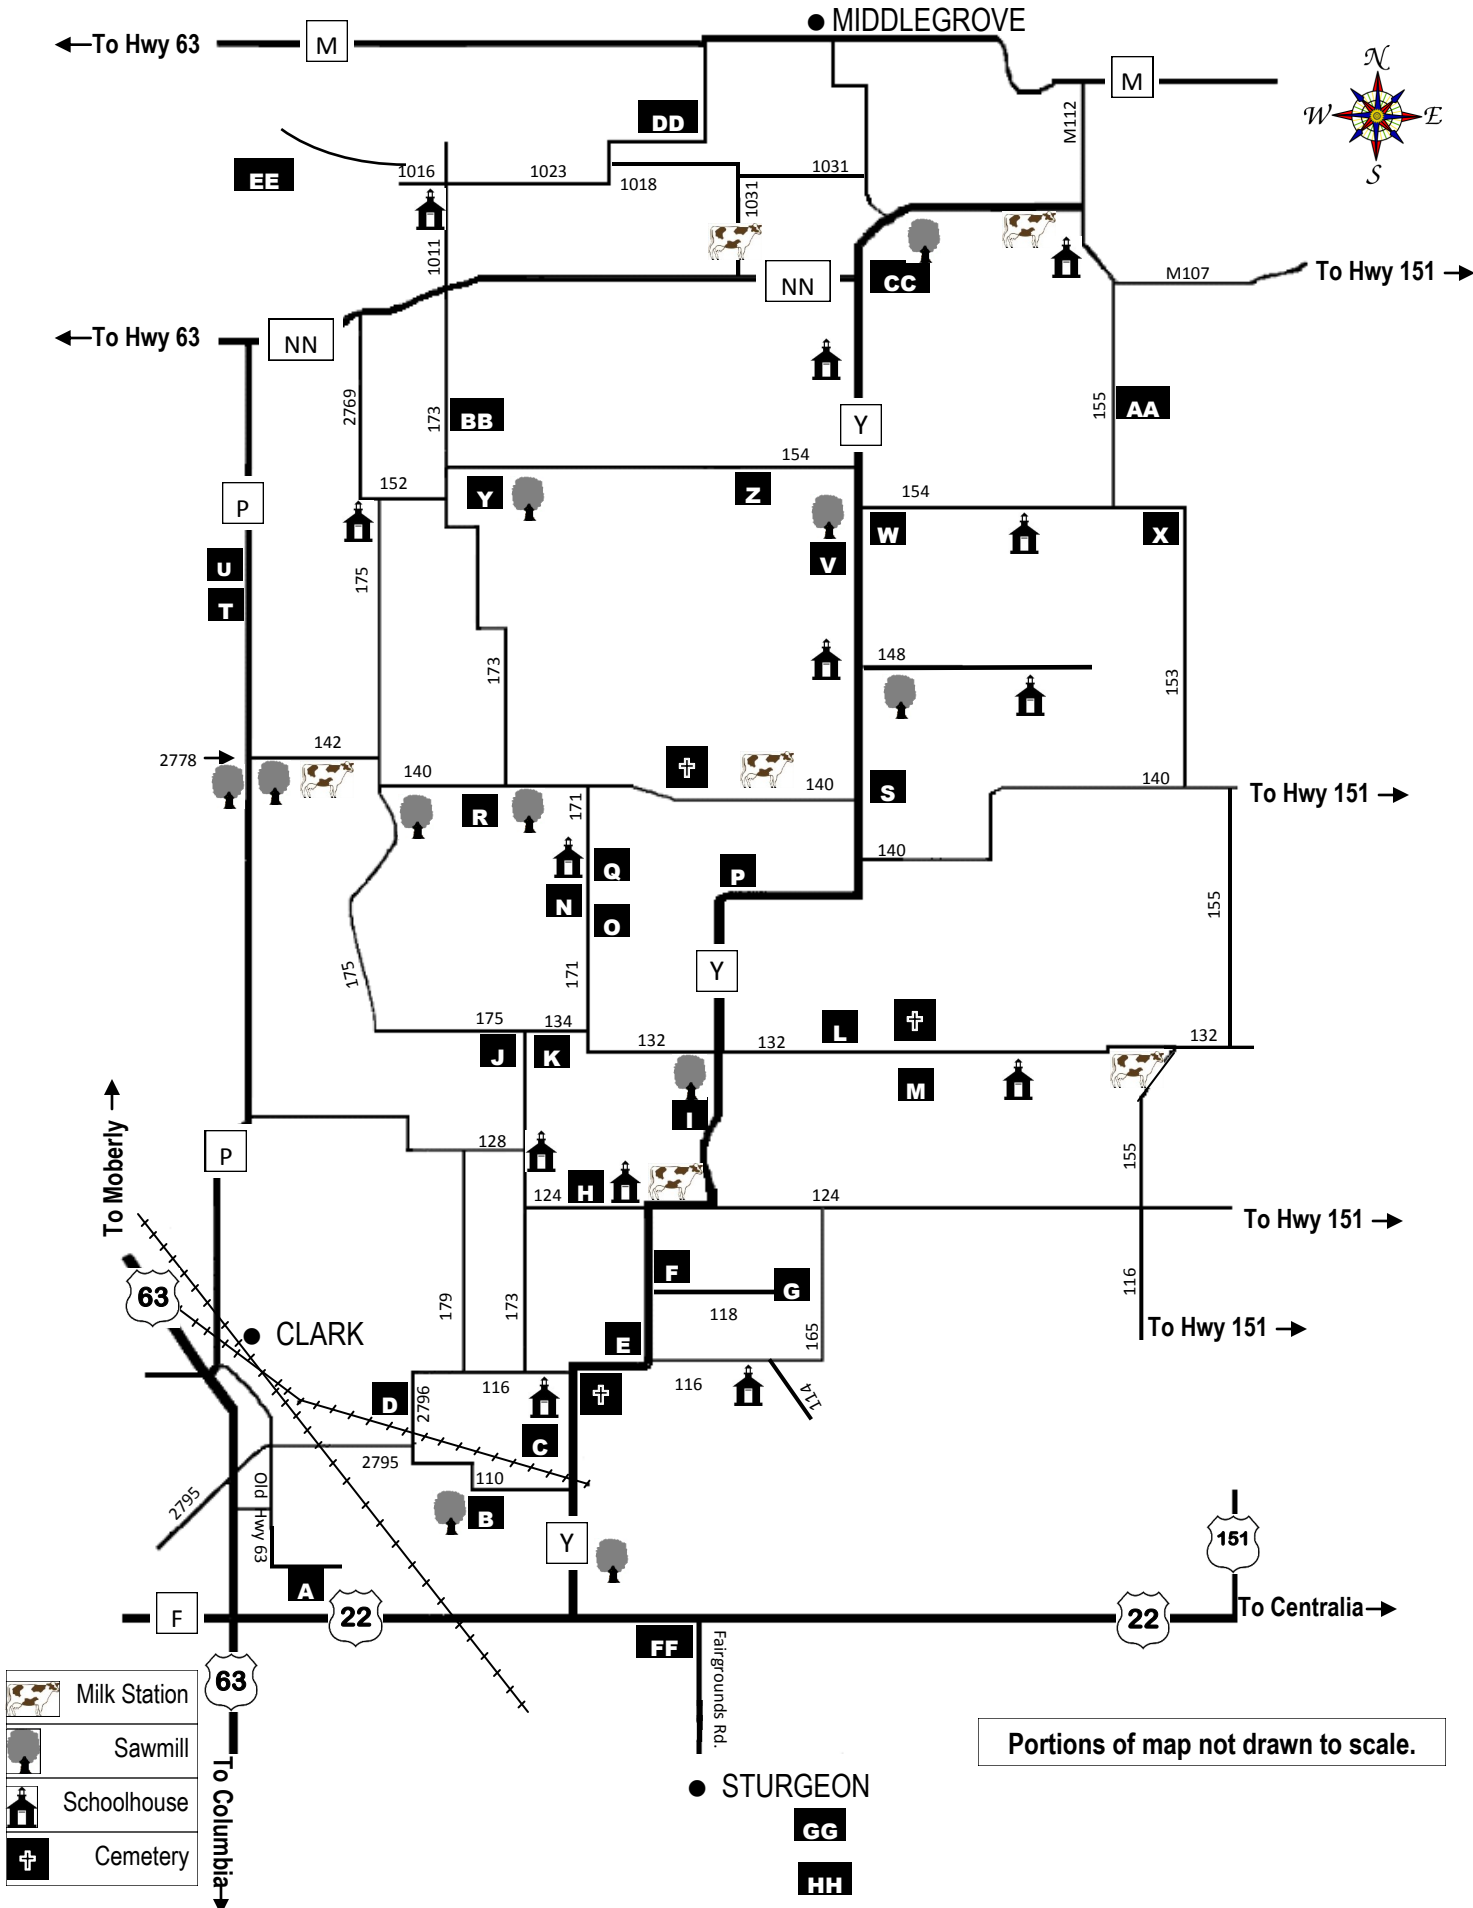 MIDDLEGROVE
To Hwy 63
M
M
N
W
E
S
DD
M112
EE
1016
1023
1018
1031
1031
1011
CC
M107
To Hwy 151
NN
To Hwy 63
NN
2769
173
BB
Y
155
AA
154
152
Y
Z
154
P
W
X
V
U
T
175
173
148
153
2778
142
140
140
S
140
To Hwy 151
R
171
140
Q
P
N
O
155
175
171
Y
175
134
132
132
L
132
J
K
M
I
To Moberly
P
128
155
124
H
124
To Hwy 151
F
G
63
179
173
118
165
116
To Hwy 151
CLARK
E
116
116
114
D
2796
C
2795
110
2795
Old Hwy 63
B
Y
151
A
F
22
22
To Centralia
FF
Fairgrounds Rd.
63
Milk Station
Sawmill
Schoolhouse
Cemetery
To Columbia
Portions of map not drawn to scale.
STURGEON
GG
HH